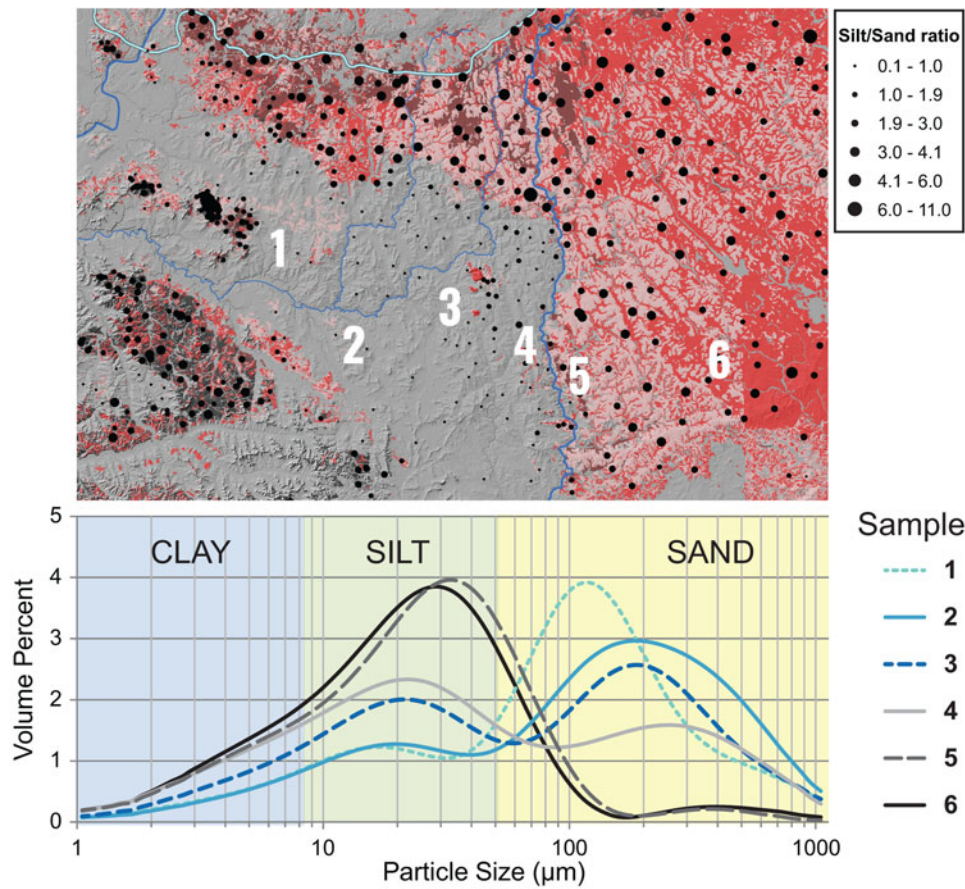 Silt/Sand ratio
0.1 - 1.0
1.0 - 1.9
1.9 - 3.0
3.0 - 4.1
4.1 - 6.0
6.0 - 11.0
1
2
3
4
5
6
5
4
3
2
1
0
Volume Percent
CLAY
SILT
SAND
1
10
100
1000
Particle Size (µm)
Sample
1
2
3
4
5
6